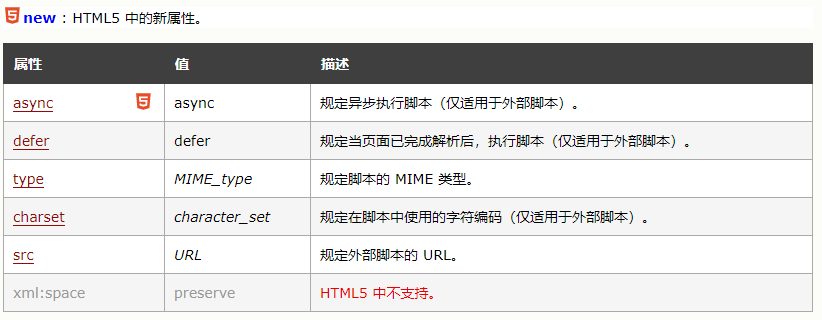 new : HTML5 中的新属性。
属性 值 描述
async 5 async 规定异步执行脚本（仅适用于外部脚本）。
defer defer 规定当页面已完成解析后，执行脚本（仅适用于外部脚本）。
type MIME_type 规定脚本的 MIME 类型。
charset character_set 规定在脚本中使用的字符编码（仅适用于外部脚本）。
src URL 规定外部脚本的 URL。
xml:space preserve HTML5 中不支持。